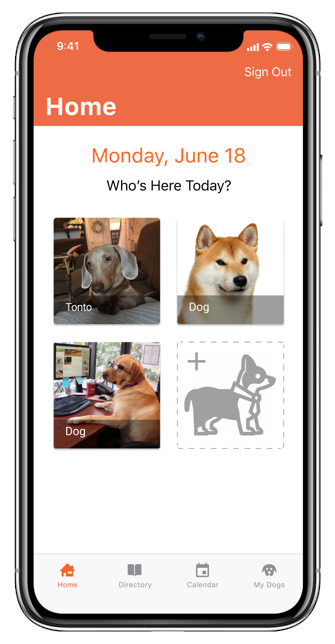 9:41
Sign Out
Home
Monday, June 18
Who's Here Today?
Tonto
Dog
Dog
Home
Directory
Calendar
My Dogs